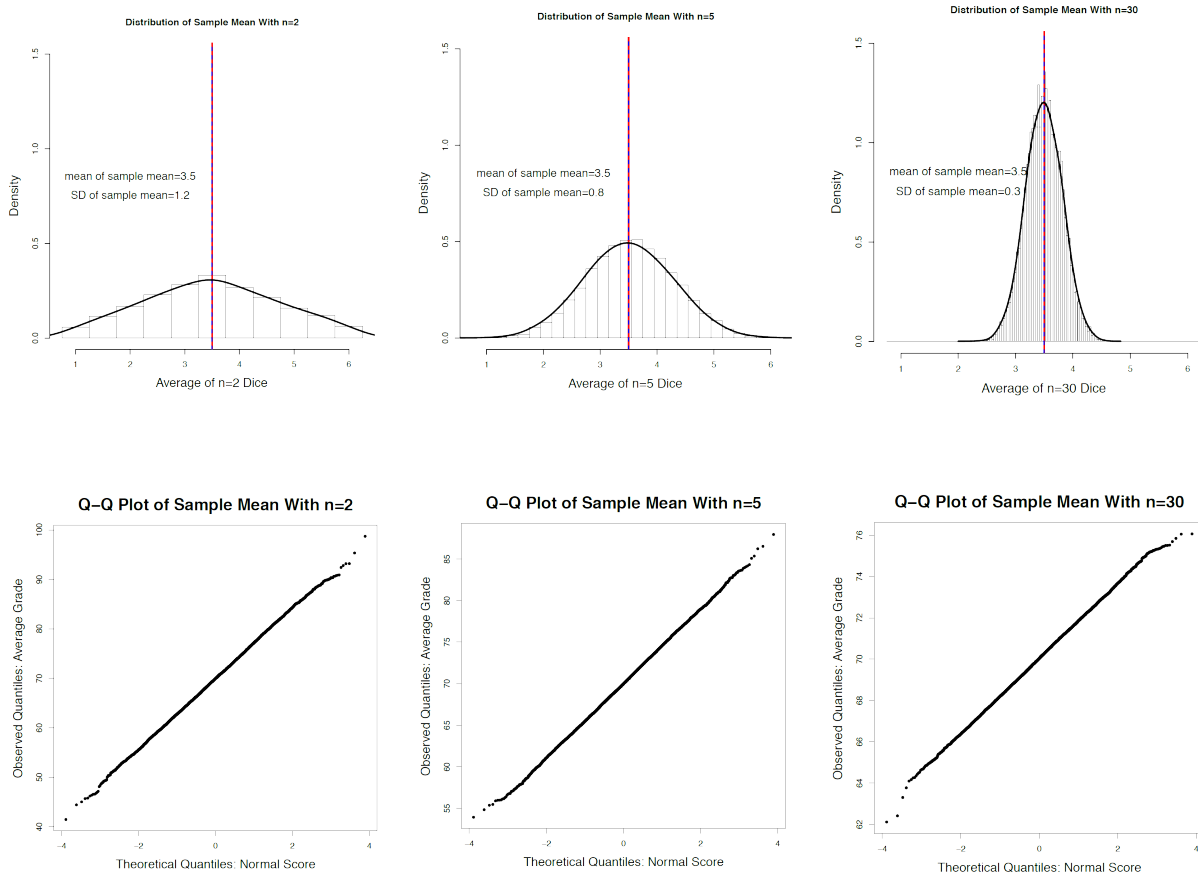 Distribution of Sample Mean With n=2
1.5
1.0
0.5
0.0
Density
mean of sample mean=3.5
SD of sample mean=1.2
1 2 3 4 5 6
Average of n=2 Dice
Distribution of Sample Mean With n=5
1.5
1.0
0.5
0.0
Density
mean of sample mean=3.5
SD of sample mean=0.8
1 2 3 4 5 6
Average of n=5 Dice
Distribution of Sample Mean With n=30
1.5
1.0
0.5
0.0
Density
mean of sample mean=3.5
SD of sample mean=0.3
1 2 3 4 5 6
Average of n=30 Dice
Q–Q Plot of Sample Mean With n=2
100
90
80
70
60
50
40
Observed Quantiles: Average Grade
−4 −2 0 2 4
Theoretical Quantiles: Normal Score
Q–Q Plot of Sample Mean With n=5
85
80
75
70
65
60
55
Observed Quantiles: Average Grade
−4 −2 0 2 4
Theoretical Quantiles: Normal Score
Q–Q Plot of Sample Mean With n=30
76
74
72
70
68
66
64
62
Observed Quantiles: Average Grade
−4 −2 0 2 4
Theoretical Quantiles: Normal Score